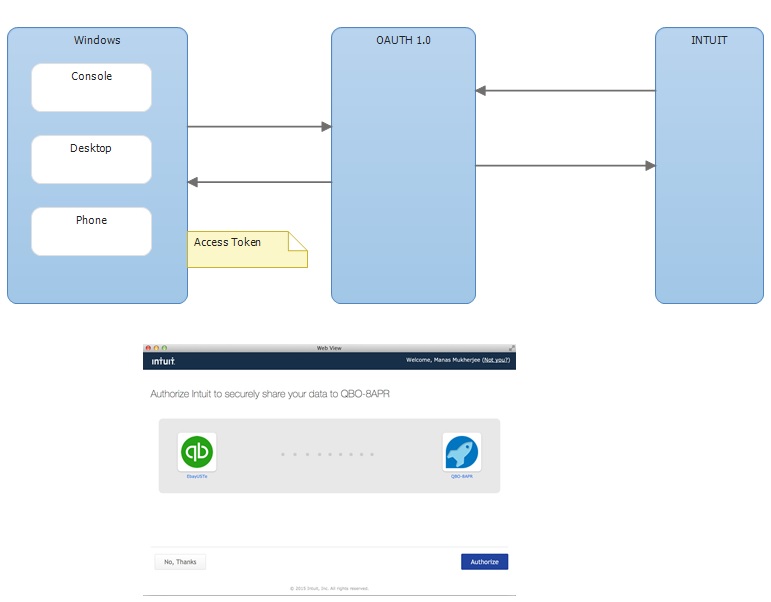 Windows
OAUTH 1.0
INTUIT
Console
Desktop
Phone
Access Token
Web View
intuit
Welcome, Manas Mukherjee (Not you?)
Authorize Intuit to securely share your data to QBO-8APR
qb
QBO-8APR
No, Thanks
Authorize
© 2015 Intuit, Inc. All rights reserved.